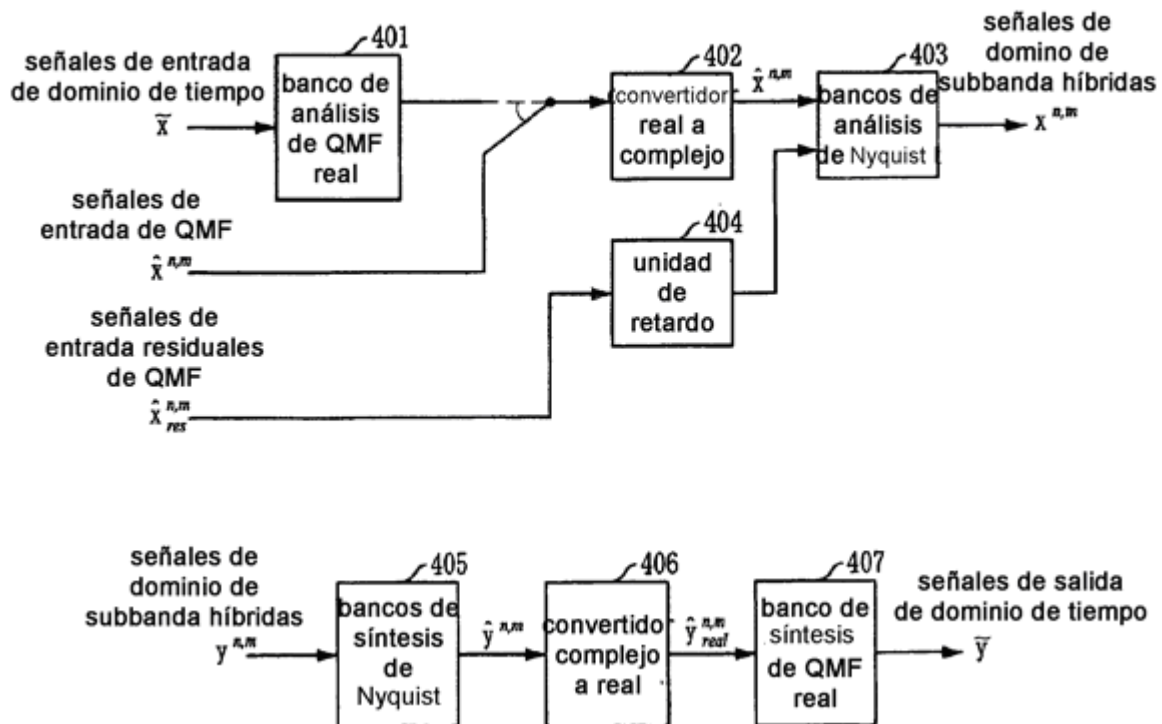 señales de entrada
de dominio de tiempo
x̃
401
banco de
análisis
de QMF
real
señales de
entrada de QMF
x̂ n,m
señales de
entrada residuales
de QMF
x̂ n,m res
402
convertidor
real a
complejo
x̂ n,m
404
unidad
de
retardo
403
bancos de
análisis
de Nyquist
señales de
domino de
subbanda híbridas
x n,m
señales de
dominio de
subbanda híbridas
y n,m
405
bancos de
síntesis
de
Nyquist
ŷ n,m
406
convertido
complejo
a real
ŷ n,m real
407
banco de
síntesis
de QMF
real
señales de salida
de dominio de tiempo
ỹ